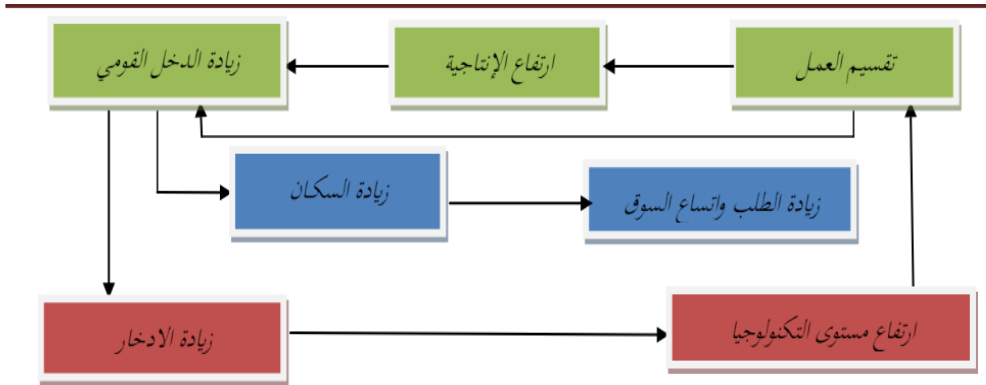 تقسيم العمل
ارتفاع الإنتاجية
زيادة الدخل القومي
زيادة السكان
زيادة الطلب واتساع السوق
زيادة الادخار
ارتفاع مستوى التكنولوجيا